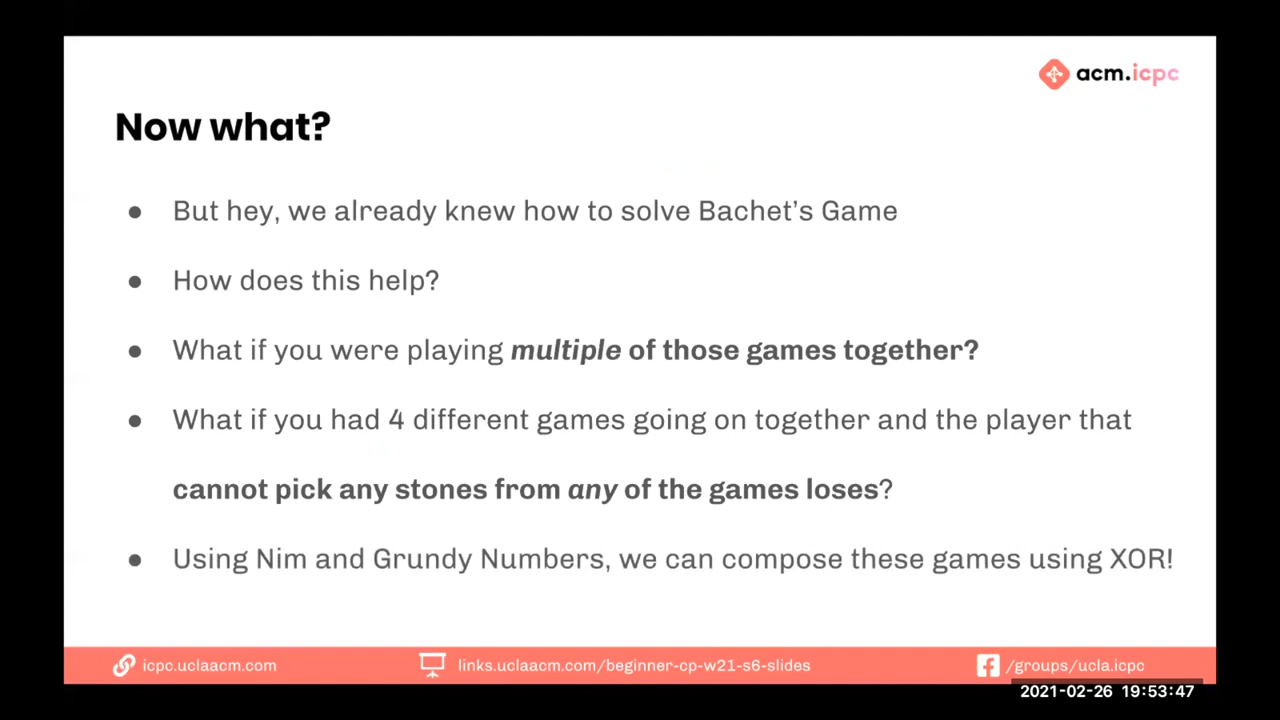 acm.icpc
Now what?
● But hey, we already knew how to solve Bachet’s Game
● How does this help?
● What if you were playing multiple of those games together?
● What if you had 4 different games going on together and the player that
cannot pick any stones from any of the games loses?
● Using Nim and Grundy Numbers, we can compose these games using XOR!
icpc.uclaacm.com
links.uclaacm.com/beginner-cp-w21-s6-slides
/groups/ucla.icpc
2021-02-26 19:53:47